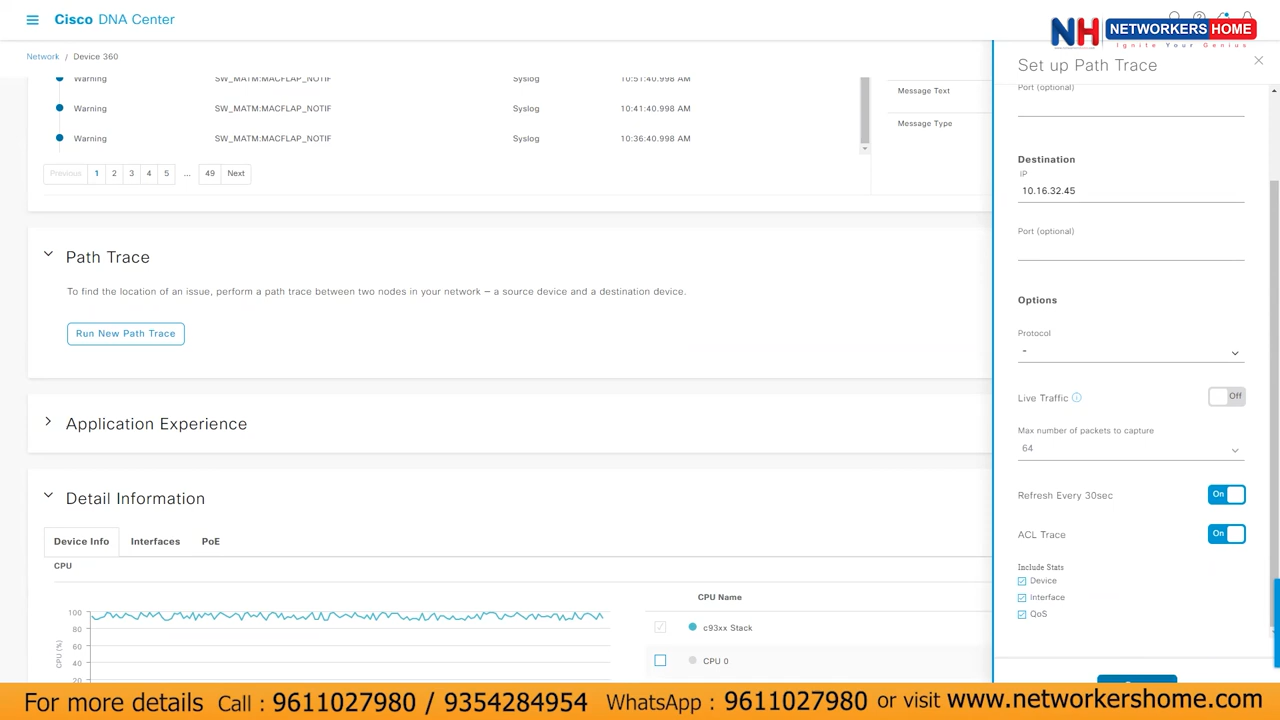 Cisco DNA Center
NH NETWORKERS HOME
Ignite Your Genius
Network / Device 360
Warning SW_MATM:MACFLAP_NOTIF Syslog 10:51:40.998 AM
Warning SW_MATM:MACFLAP_NOTIF Syslog 10:41:40.998 AM
Warning SW_MATM:MACFLAP_NOTIF Syslog 10:36:40.998 AM
Message Text
Message Type
Previous 1 2 3 4 5 ... 49 Next
Path Trace
To find the location of an issue, perform a path trace between two nodes in your network – a source device and a destination device.
Run New Path Trace
Application Experience
Detail Information
Device Info Interfaces PoE
CPU
CPU Name
100
80
60
40
20
CPU (%)
c93xx Stack
CPU 0
Set up Path Trace
Port (optional)
Destination
IP
10.16.32.45
Port (optional)
Options
Protocol
-
Live Traffic Off
Max number of packets to capture
64
Refresh Every 30sec On
ACL Trace On
Include Stats
Device
Interface
QoS
For more details Call : 9611027980 / 9354284954 WhatsApp : 9611027980 or visit www.networkershome.com